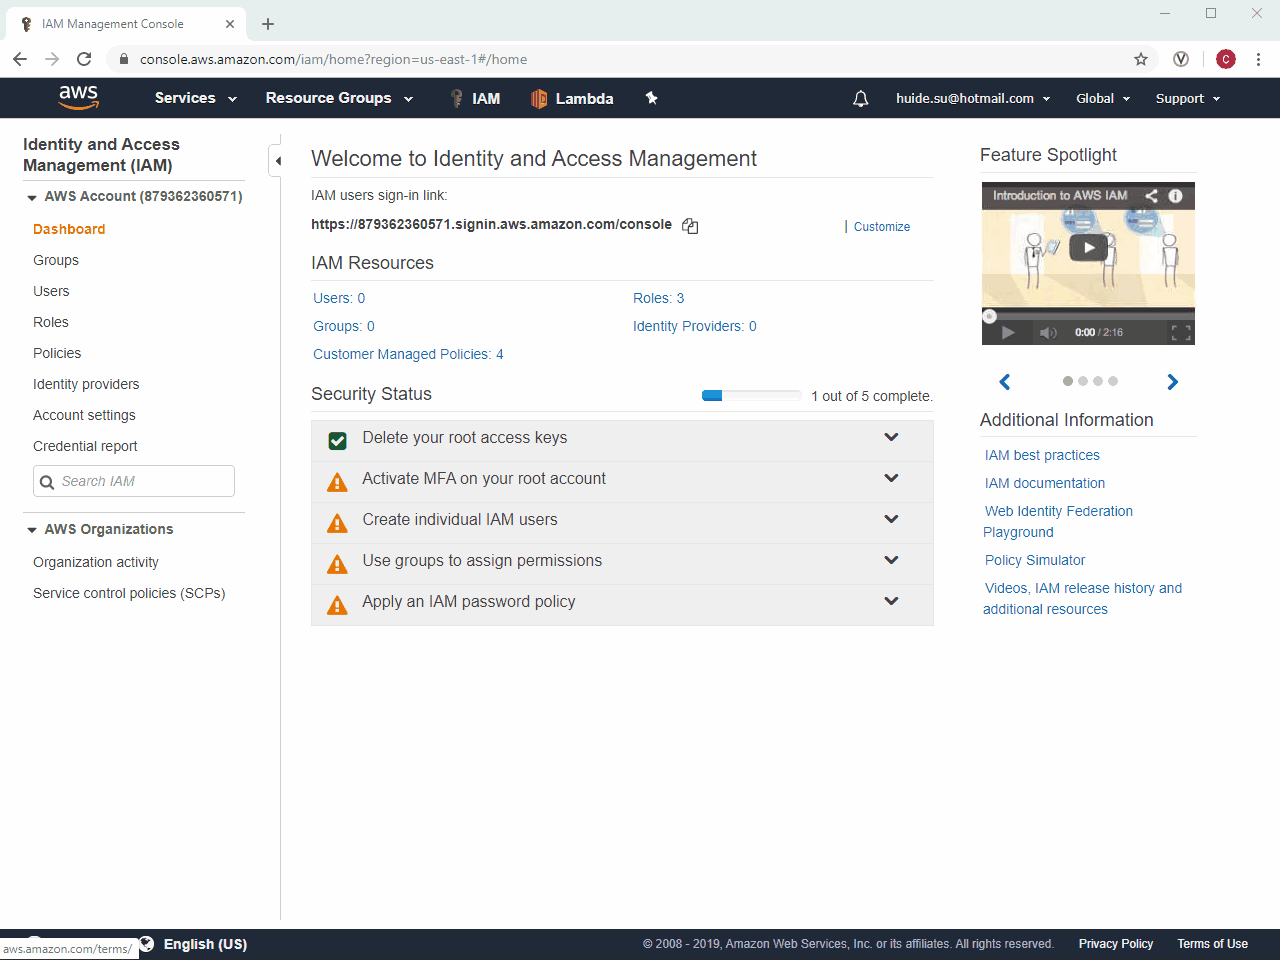 IAM Management Console
console.aws.amazon.com/iam/home?region=us-east-1#/home
C
aws
Services
Resource Groups
IAM
Lambda
huide.su@hotmail.com
Global
Support
Identity and Access
Management (IAM)
AWS Account (879362360571)
Dashboard
Groups
Users
Roles
Policies
Identity providers
Account settings
Credential report
Search IAM
AWS Organizations
Organization activity
Service control policies (SCPs)
Welcome to Identity and Access Management
IAM users sign-in link:
https://879362360571.signin.aws.amazon.com/console
Customize
IAM Resources
Users: 0
Roles: 3
Groups: 0
Identity Providers: 0
Customer Managed Policies: 4
Security Status
1 out of 5 complete.
Delete your root access keys
Activate MFA on your root account
Create individual IAM users
Use groups to assign permissions
Apply an IAM password policy
Feature Spotlight
Introduction to AWS IAM
0:00 / 2:16
Additional Information
IAM best practices
IAM documentation
Web Identity Federation
Playground
Policy Simulator
Videos, IAM release history and
additional resources
aws.amazon.com/terms/
English (US)
© 2008 - 2019, Amazon Web Services, Inc. or its affiliates. All rights reserved.
Privacy Policy
Terms of Use